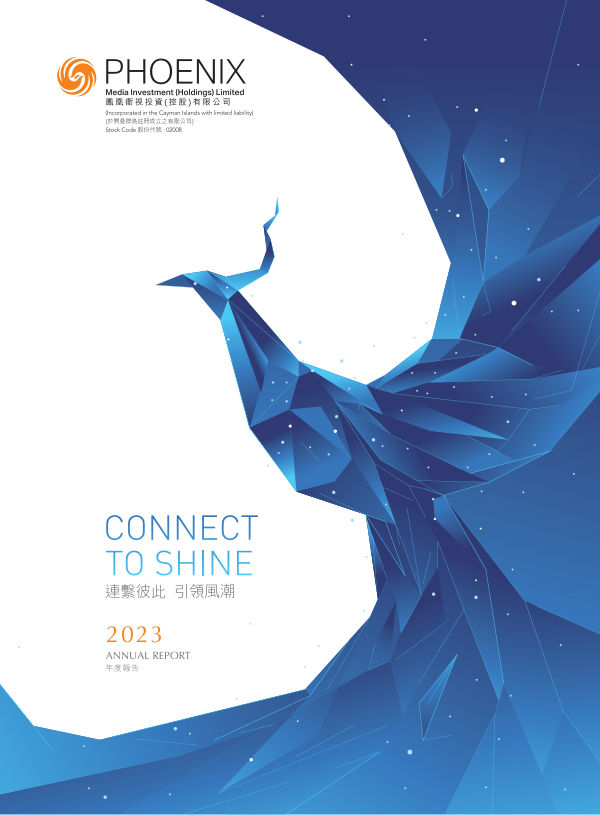 PHOENIX
Media Investment (Holdings) Limited
鳳凰衛視投資(控股)有限公司
(Incorporated in the Cayman Islands with limited liability)
(於開曼群島註冊成立之有限公司)
Stock Code 股份代號 : 02008
CONNECT
TO SHINE
連繫彼此 引領風潮
2023
ANNUAL REPORT
年度報告